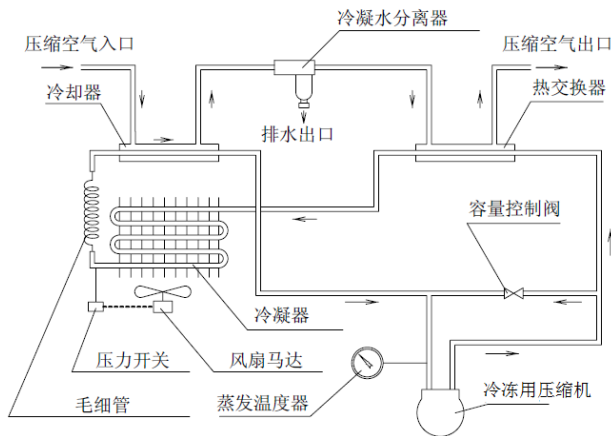 冷凝水分离器
压缩空气入口
压缩空气出口
冷却器
热交换器
排水出口
容量控制阀
冷凝器
压力开关
风扇马达
毛细管
蒸发温度器
冷冻用压缩机